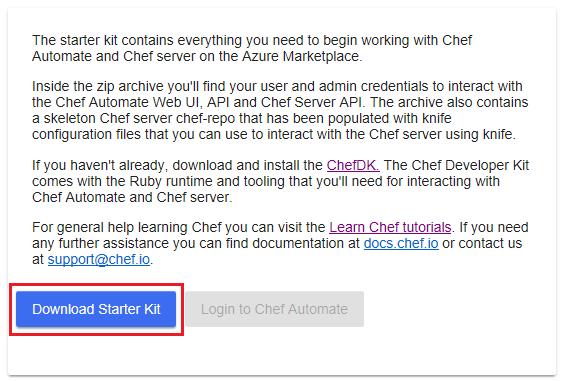 The starter kit contains everything you need to begin working with Chef
Automate and Chef server on the Azure Marketplace.
Inside the zip archive you'll find your user and admin credentials to interact with
the Chef Automate Web UI, API and Chef Server API. The archive also contains
a skeleton Chef server chef-repo that has been populated with knife
configuration files that you can use to interact with the Chef server using knife.
If you haven't already, download and install the ChefDK. The Chef Developer Kit
comes with the Ruby runtime and tooling that you'll need for interacting with
Chef Automate and Chef server.
For general help learning Chef you can visit the Learn Chef tutorials. If you need
any further assistance you can find documentation at docs.chef.io or contact us
at support@chef.io.
Download Starter Kit
Login to Chef Automate